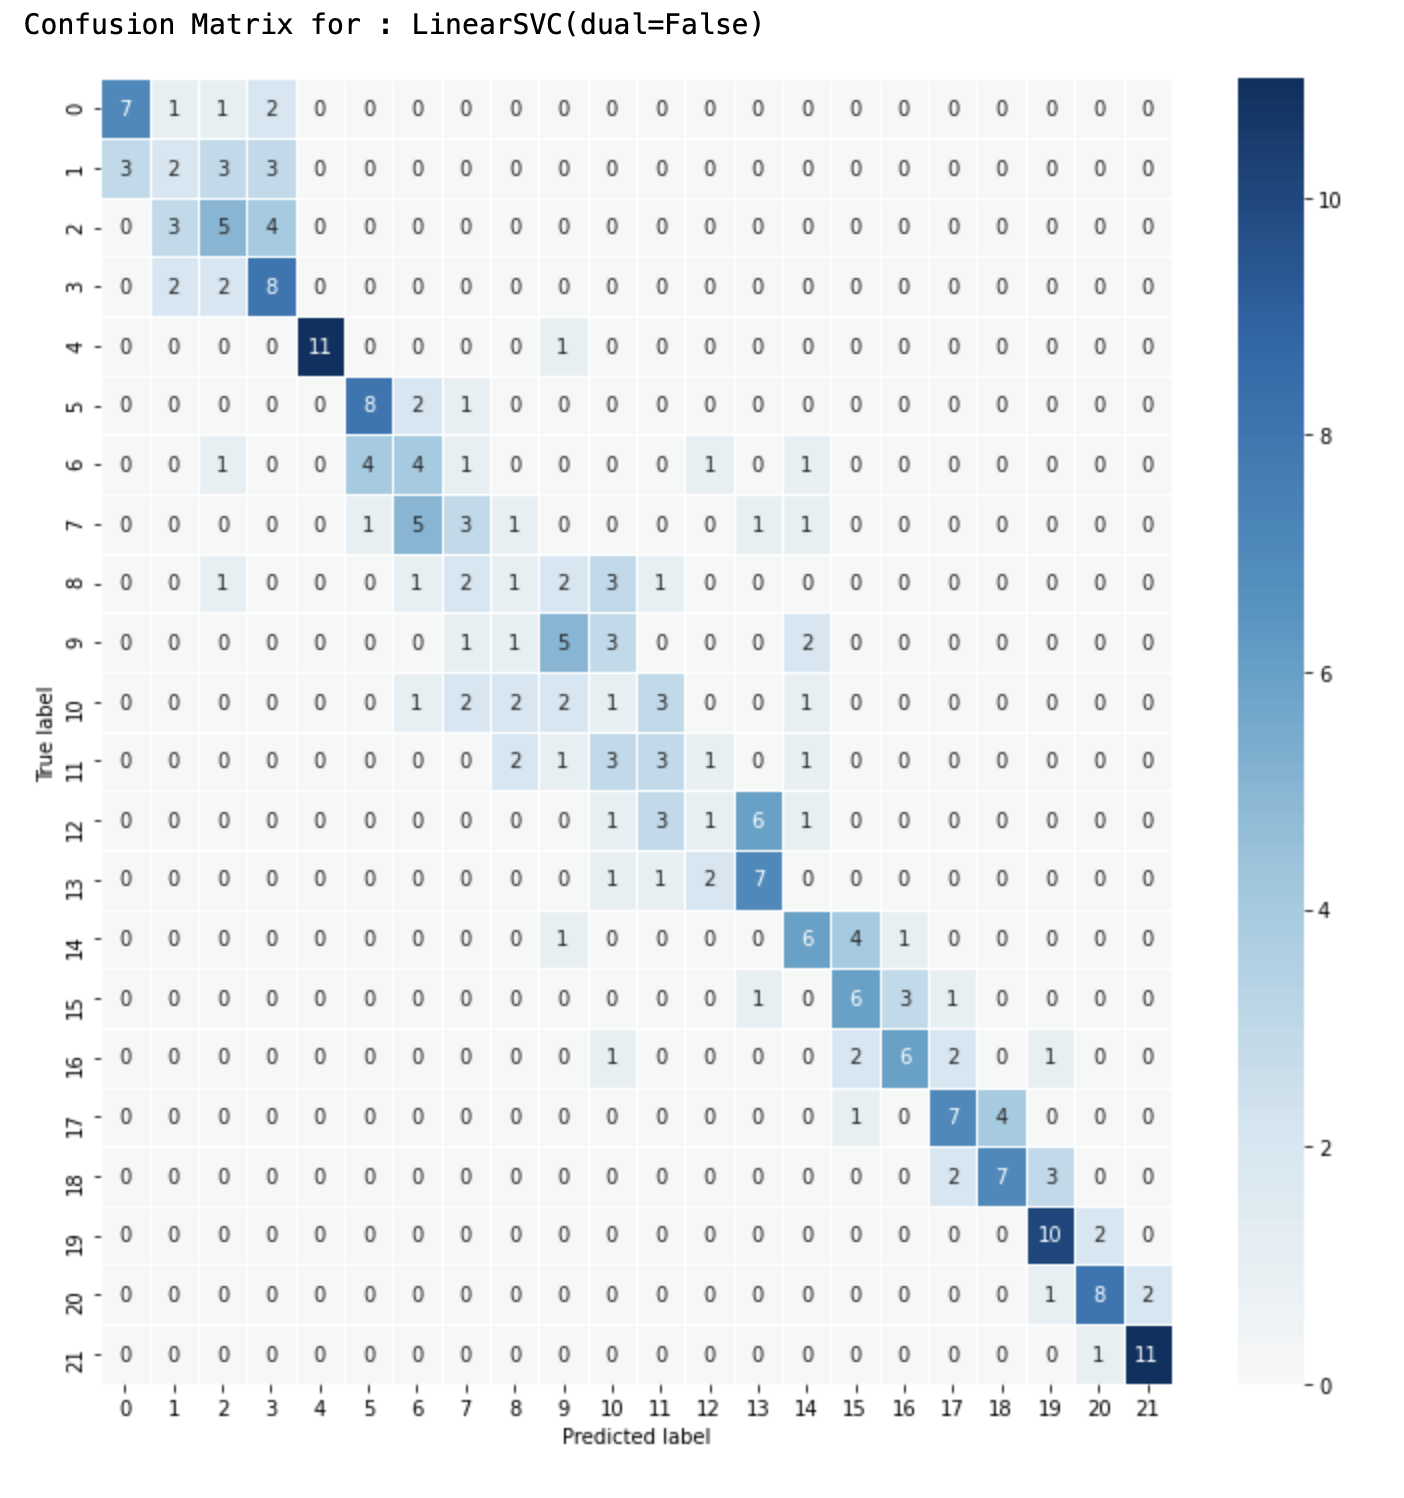 Confusion Matrix for : LinearSVC(dual=False)
0 7 1 1 2 0 0 0 0 0 0 0 0 0 0 0 0 0 0 0 0 0 0
1 3 2 3 3 0 0 0 0 0 0 0 0 0 0 0 0 0 0 0 0 0 0
10
2 0 3 5 4 0 0 0 0 0 0 0 0 0 0 0 0 0 0 0 0 0 0
3 0 2 2 8 0 0 0 0 0 0 0 0 0 0 0 0 0 0 0 0 0 0
4 0 0 0 0 11 0 0 0 0 1 0 0 0 0 0 0 0 0 0 0 0 0
5 0 0 0 0 0 8 2 1 0 0 0 0 0 0 0 0 0 0 0 0 0 0
8
6 0 0 1 0 0 4 4 1 0 0 0 0 1 0 1 0 0 0 0 0 0 0
7 0 0 0 0 0 1 5 3 1 0 0 0 0 1 1 0 0 0 0 0 0 0
8 0 0 1 0 0 0 1 2 1 2 3 1 0 0 0 0 0 0 0 0 0 0
9 0 0 0 0 0 0 0 1 1 5 3 0 0 0 2 0 0 0 0 0 0 0
6
True label
10 0 0 0 0 0 0 1 2 2 2 1 3 0 0 1 0 0 0 0 0 0 0
11 0 0 0 0 0 0 0 0 2 1 3 3 1 0 1 0 0 0 0 0 0 0
12 0 0 0 0 0 0 0 0 0 0 1 3 1 6 1 0 0 0 0 0 0 0
13 0 0 0 0 0 0 0 0 0 0 1 1 2 7 0 0 0 0 0 0 0 0
4
14 0 0 0 0 0 0 0 0 0 1 0 0 0 0 6 4 1 0 0 0 0 0
15 0 0 0 0 0 0 0 0 0 0 0 0 0 1 0 6 3 1 0 0 0 0
16 0 0 0 0 0 0 0 0 0 0 1 0 0 0 0 2 6 2 0 1 0 0
17 0 0 0 0 0 0 0 0 0 0 0 0 0 0 0 1 0 7 4 0 0 0
2
18 0 0 0 0 0 0 0 0 0 0 0 0 0 0 0 0 0 2 7 3 0 0
19 0 0 0 0 0 0 0 0 0 0 0 0 0 0 0 0 0 0 0 10 2 0
20 0 0 0 0 0 0 0 0 0 0 0 0 0 0 0 0 0 0 0 1 8 2
21 0 0 0 0 0 0 0 0 0 0 0 0 0 0 0 0 0 0 0 0 1 11
0
0 1 2 3 4 5 6 7 8 9 10 11 12 13 14 15 16 17 18 19 20 21
Predicted label